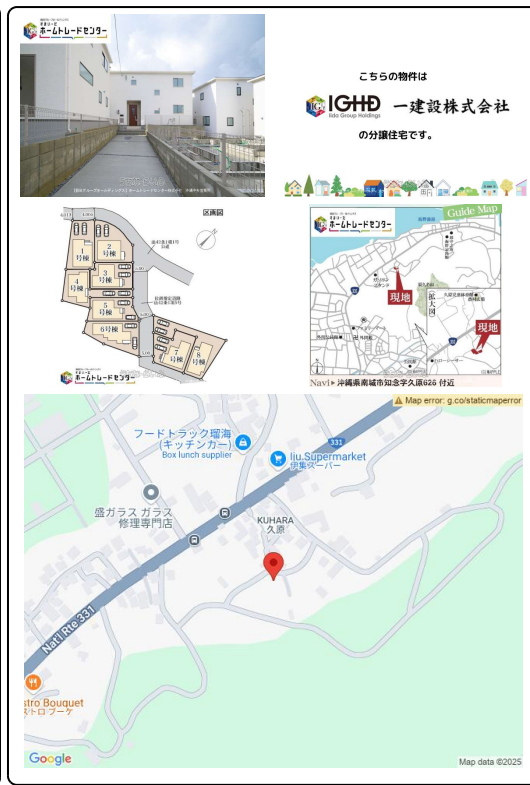 ホームトレードセンター
こちらの物件は
IGHD 一建設株式会社
Iida Group Holdings
の分譲住宅です。
区画図
1号棟
2号棟
3号棟
4号棟
5号棟
6号棟
7号棟
8号棟
ホームトレードセンター
ホームトレードセンター
Guide Map
331
現地
拡大図
現地
Navi▶ 沖縄県南城市知念字久原626 付近
Map error: g.co/staticmaperror
フードトラック瑠海
(キッチンカー)
Box lunch supplier
331
Iju Supermarket
伊集スーパー
盛ガラス ガラス
修理専門店
KUHARA
久原
Nat'l Rte 331
stro Bouquet
ストロ ブーケ
Google
Map data ©2025